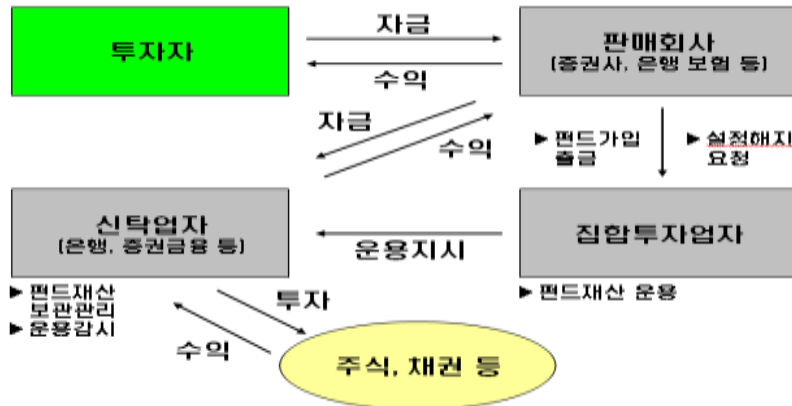 투자자
자금
수익
판매회사
(증권사, 은행 보험 등)
자금
수익
▶ 펀드가입
출금
▶ 설정해지
요청
신탁업자
(은행, 증권금융 등)
운용지시
집합투자업자
▶ 펀드재산
보관관리
▶ 운용감시
▶ 펀드재산 운용
투자
수익
주식, 채권 등